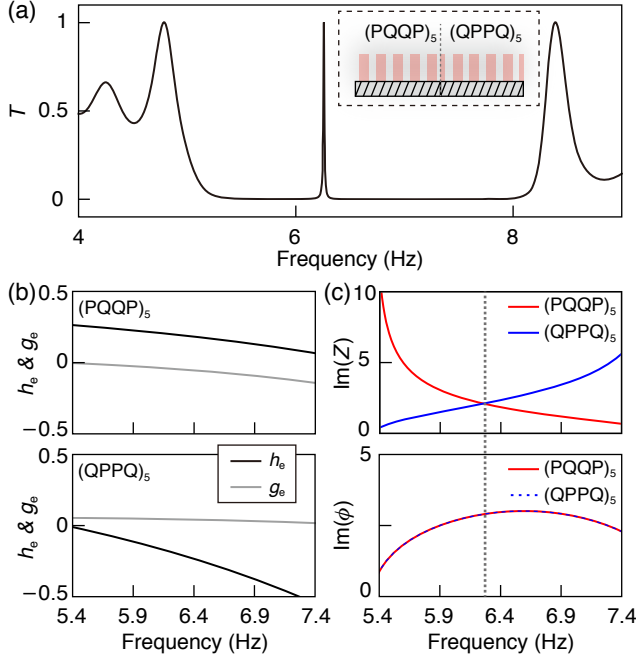 (a)
(PQQP)₅ (QPPQ)₅
1
0.5
0
T
4 6 8
Frequency (Hz)
(b)
0.5
0
−0.5
hₑ & gₑ
(PQQP)₅
0.5
0
−0.5
hₑ & gₑ
(QPPQ)₅
hₑ
gₑ
5.4 5.9 6.4 6.9 7.4
Frequency (Hz)
(c)
10
5
0
Im(Z)
(PQQP)₅
(QPPQ)₅
5
0
Im(ϕ)
(PQQP)₅
(QPPQ)₅
5.4 5.9 6.4 6.9 7.4
Frequency (Hz)